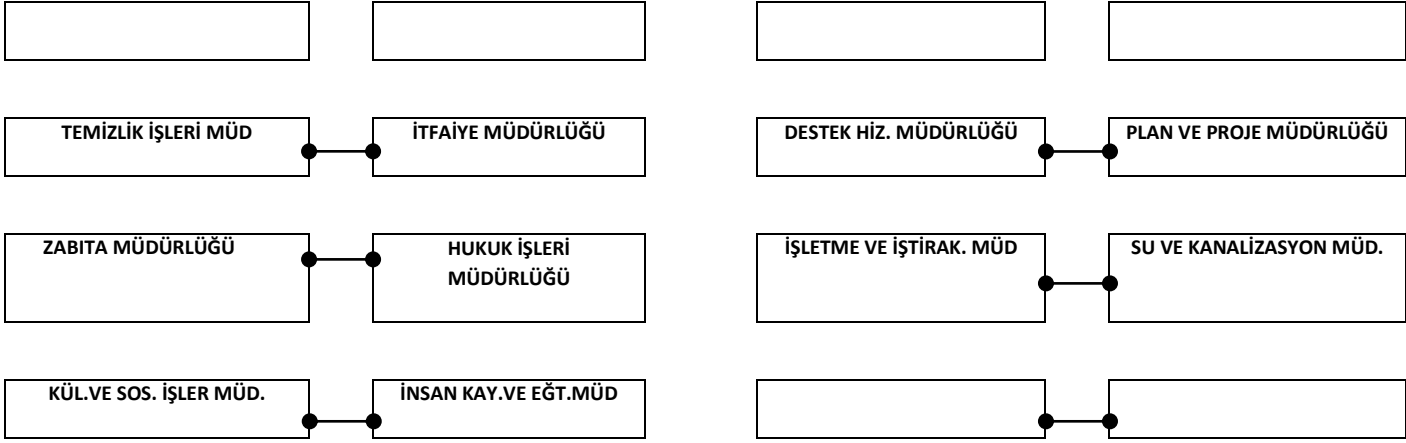 TEMİZLİK İŞLERİ MÜD
İTFAİYE MÜDÜRLÜĞÜ
DESTEK HİZ. MÜDÜRLÜĞÜ
PLAN VE PROJE MÜDÜRLÜĞÜ
ZABITA MÜDÜRLÜĞÜ
HUKUK İŞLERİ
MÜDÜRLÜĞÜ
İŞLETME VE İŞTİRAK. MÜD
SU VE KANALİZASYON MÜD.
KÜL.VE SOS. İŞLER MÜD.
İNSAN KAY.VE EĞT.MÜD